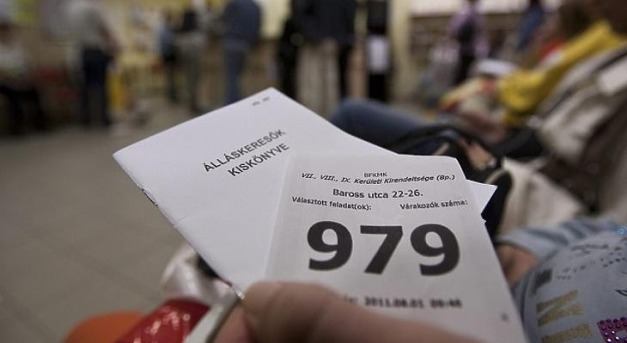 ÁLLÁSKERESŐK
KISKÖNYVE
BFKMK
VII., VIII., IX. Kerületi Kirendeltsége (Bp.)
Baross utca 22-26.
Választott feladat(ok): Várakozók száma:
979
2011.08.01 09:46